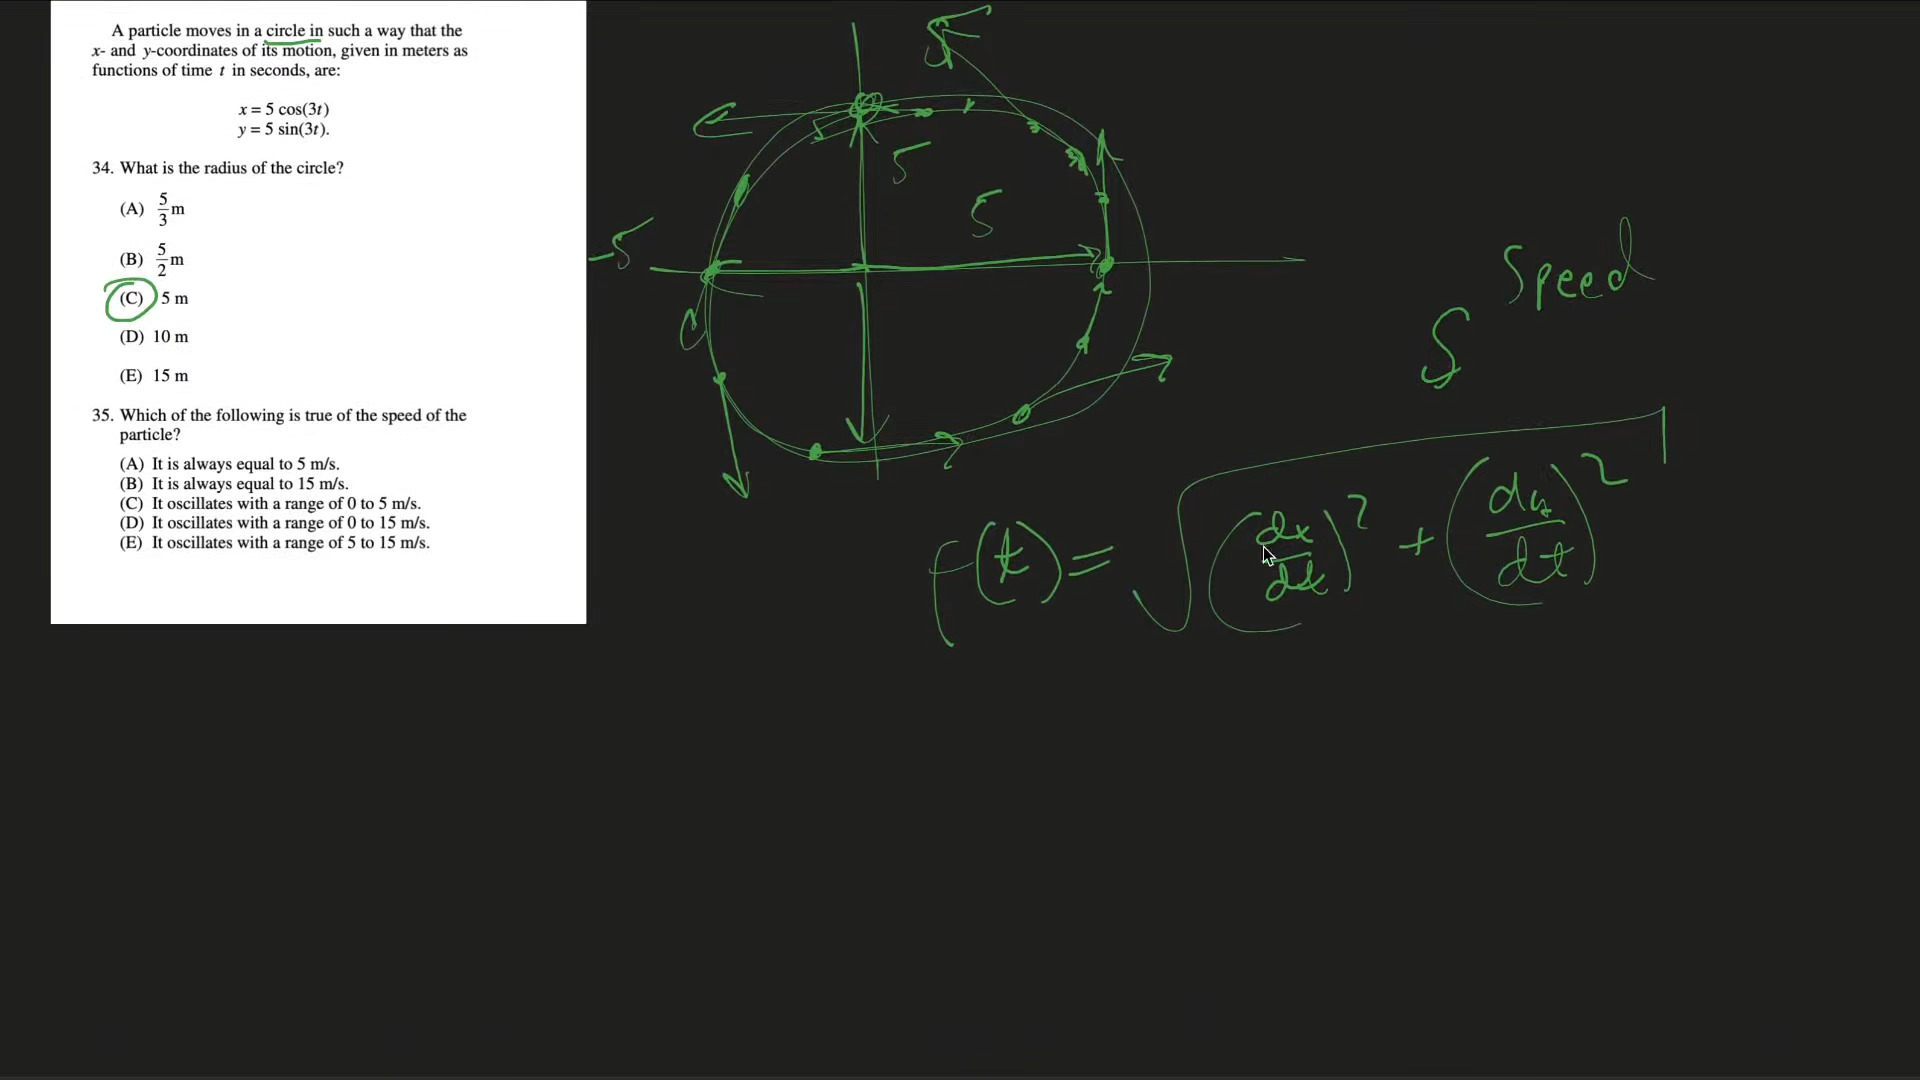 A particle moves in a circle in such a way that the
x- and y-coordinates of its motion, given in meters as
functions of time t in seconds, are:
x = 5 cos(3t)
y = 5 sin(3t).
34. What is the radius of the circle?
(A) 5/3 m
(B) 5/2 m
(C) 5 m
(D) 10 m
(E) 15 m
35. Which of the following is true of the speed of the
particle?
(A) It is always equal to 5 m/s.
(B) It is always equal to 15 m/s.
(C) It oscillates with a range of 0 to 5 m/s.
(D) It oscillates with a range of 0 to 15 m/s.
(E) It oscillates with a range of 5 to 15 m/s.
5
5
-5
Speed
S
f(t) = √((dx/dt)² + (dy/dt)²)